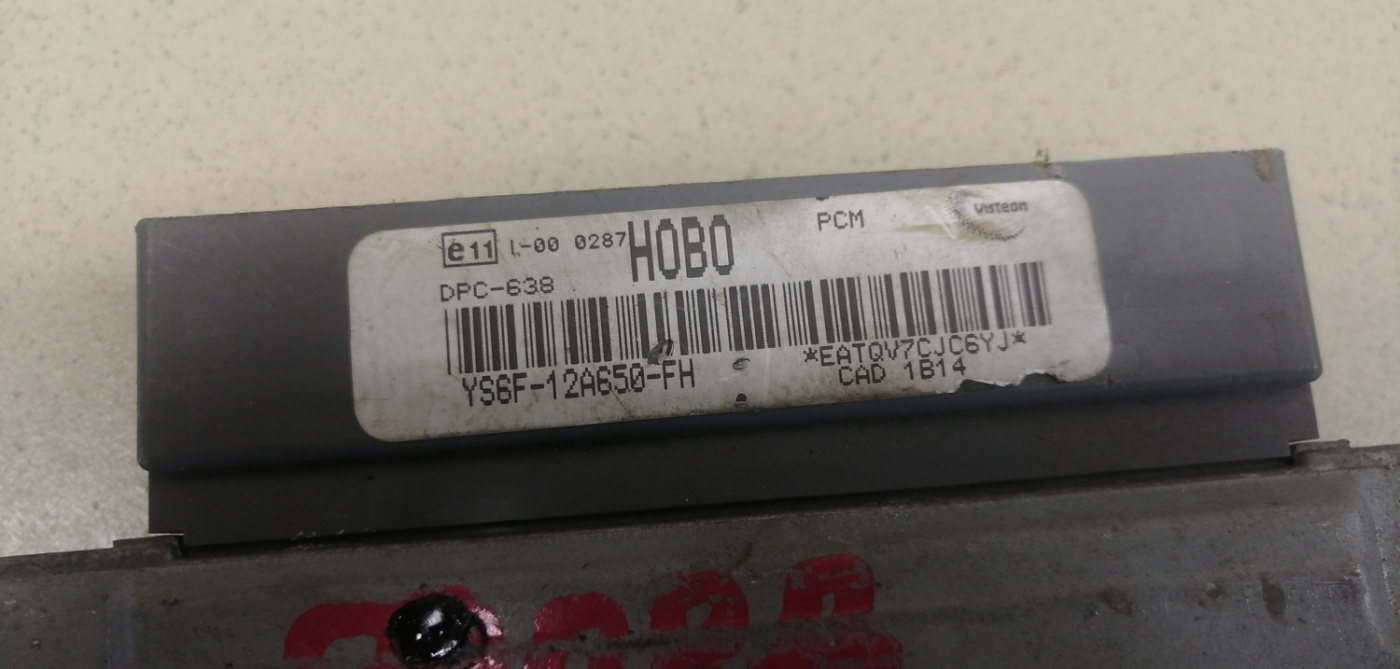 e11 L-00 0287 HOBO PCM Visteon
DPC-638
YS6F-12A650-FH *EATQV7CJC6YJ*
CAD 1B14